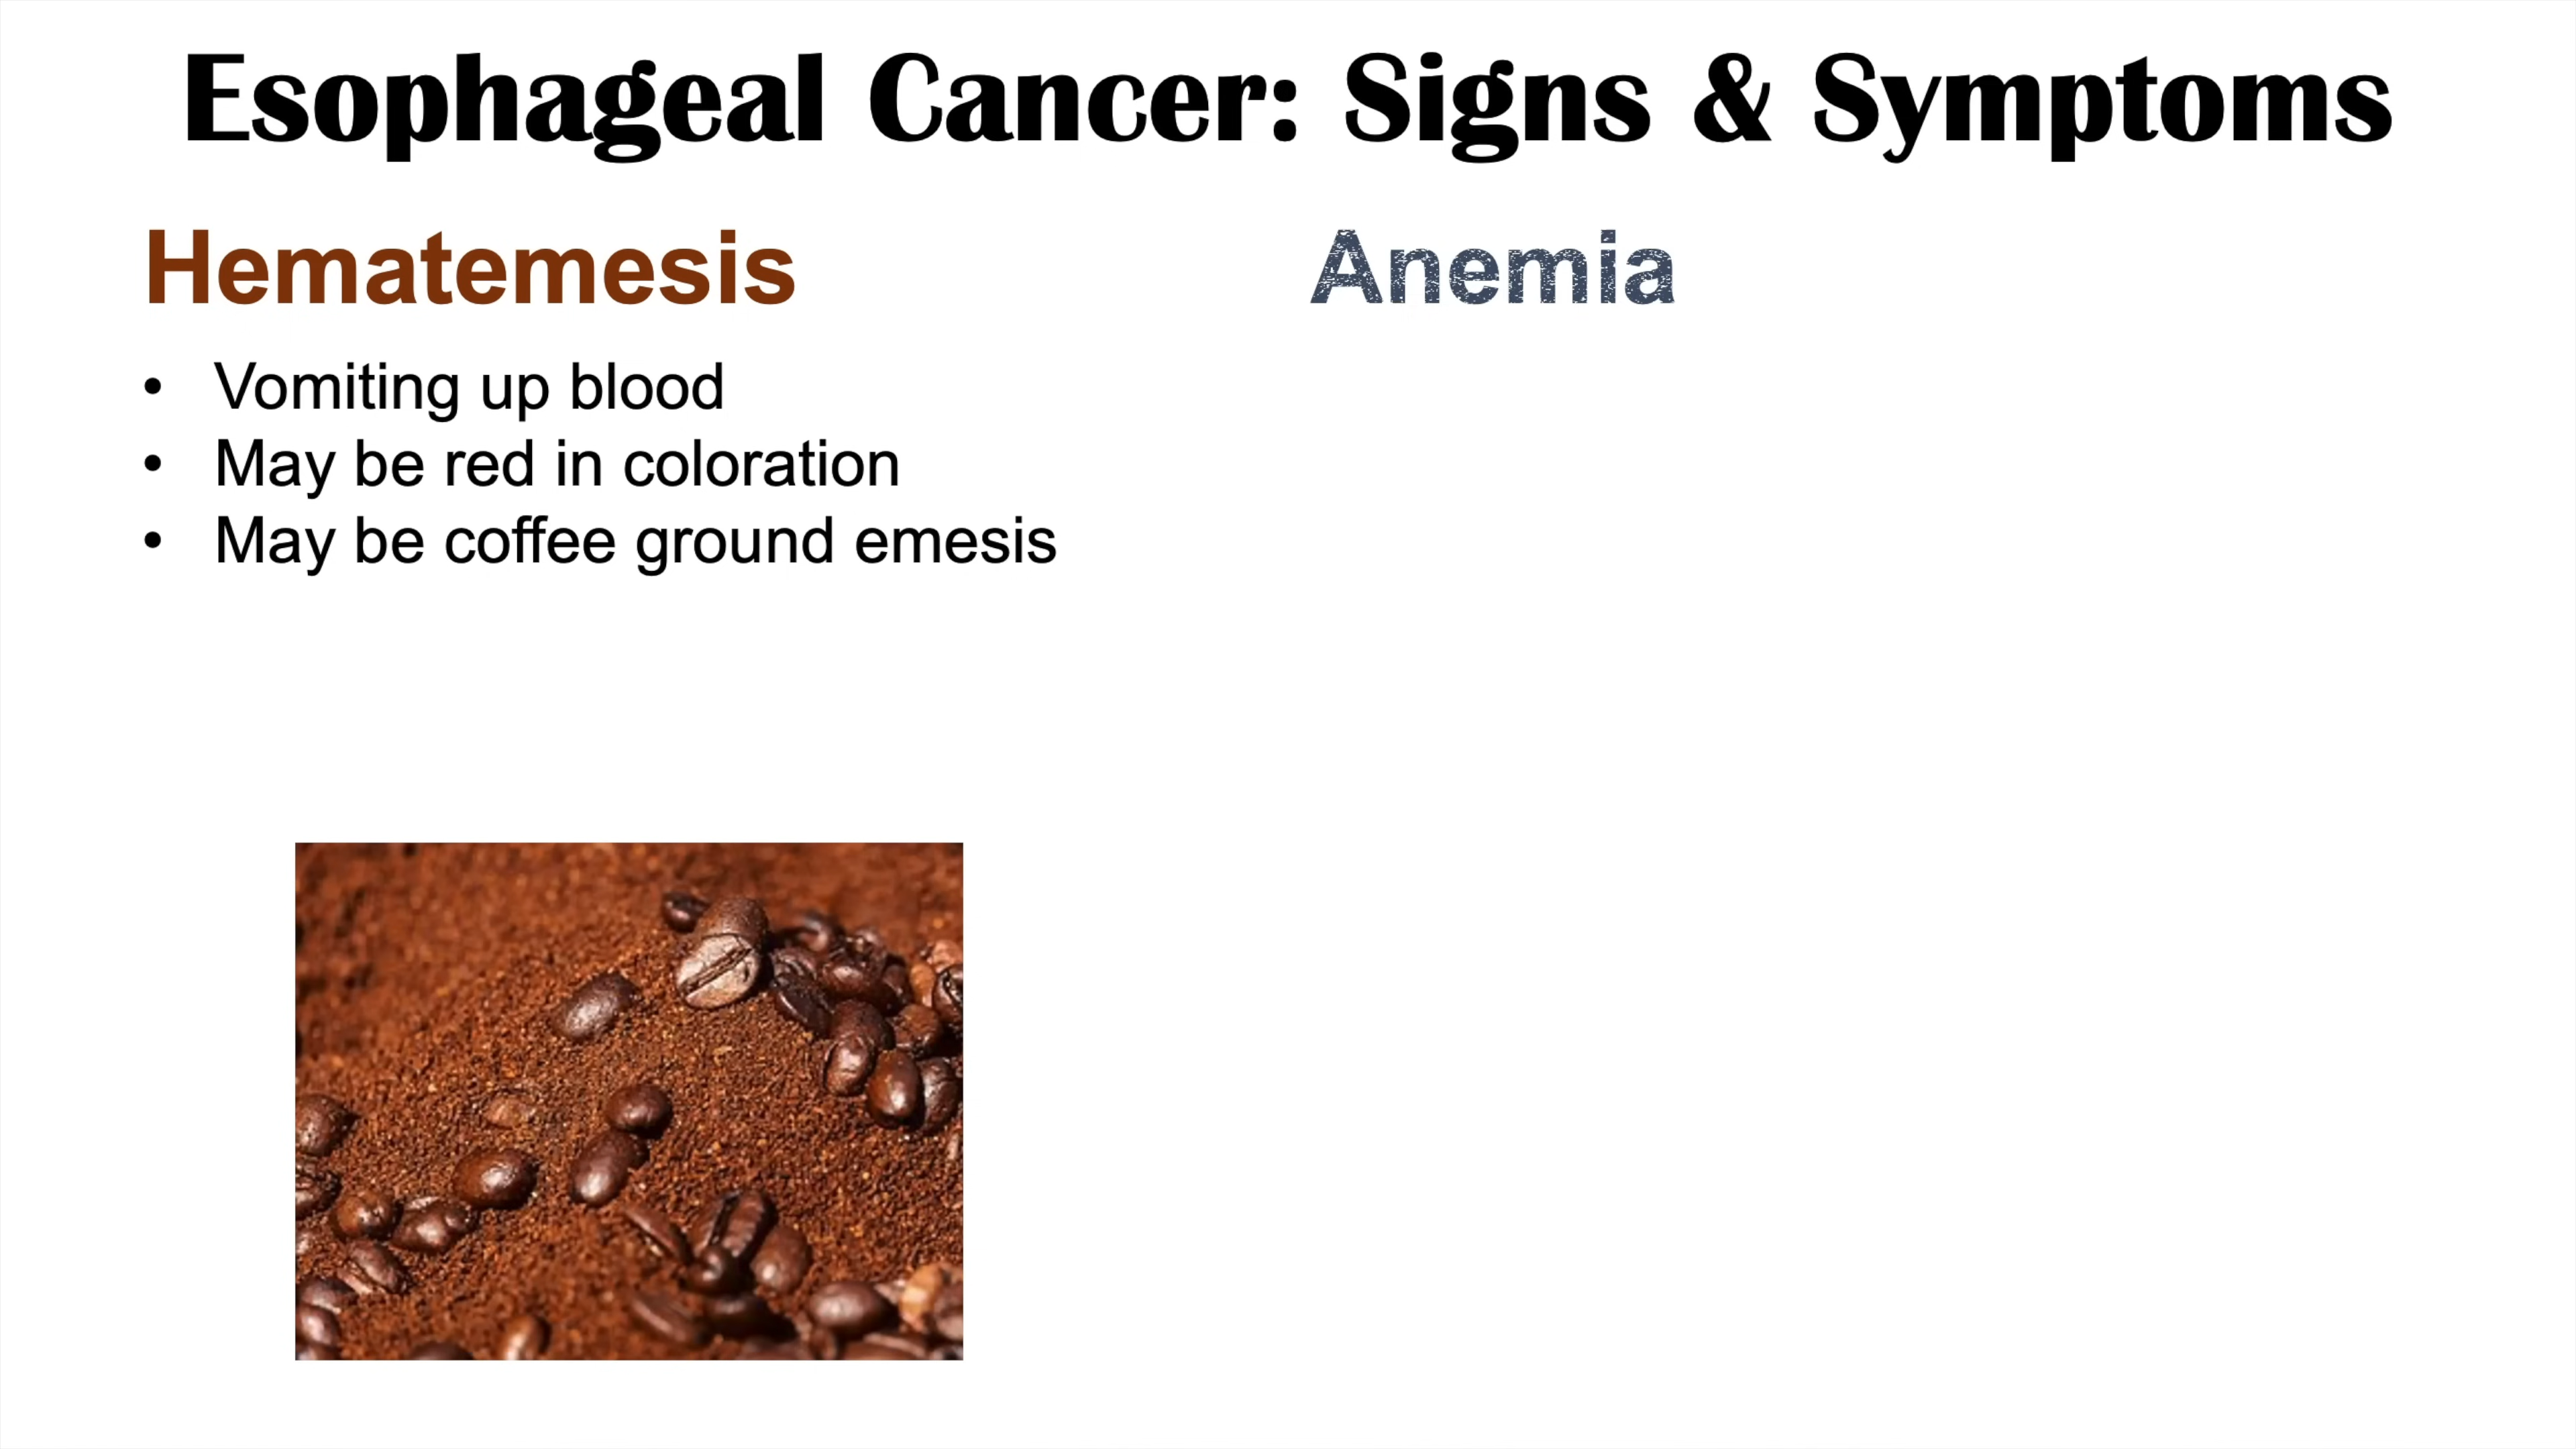 Esophageal Cancer: Signs & Symptoms
Hematemesis
• Vomiting up blood
• May be red in coloration
• May be coffee ground emesis
Anemia